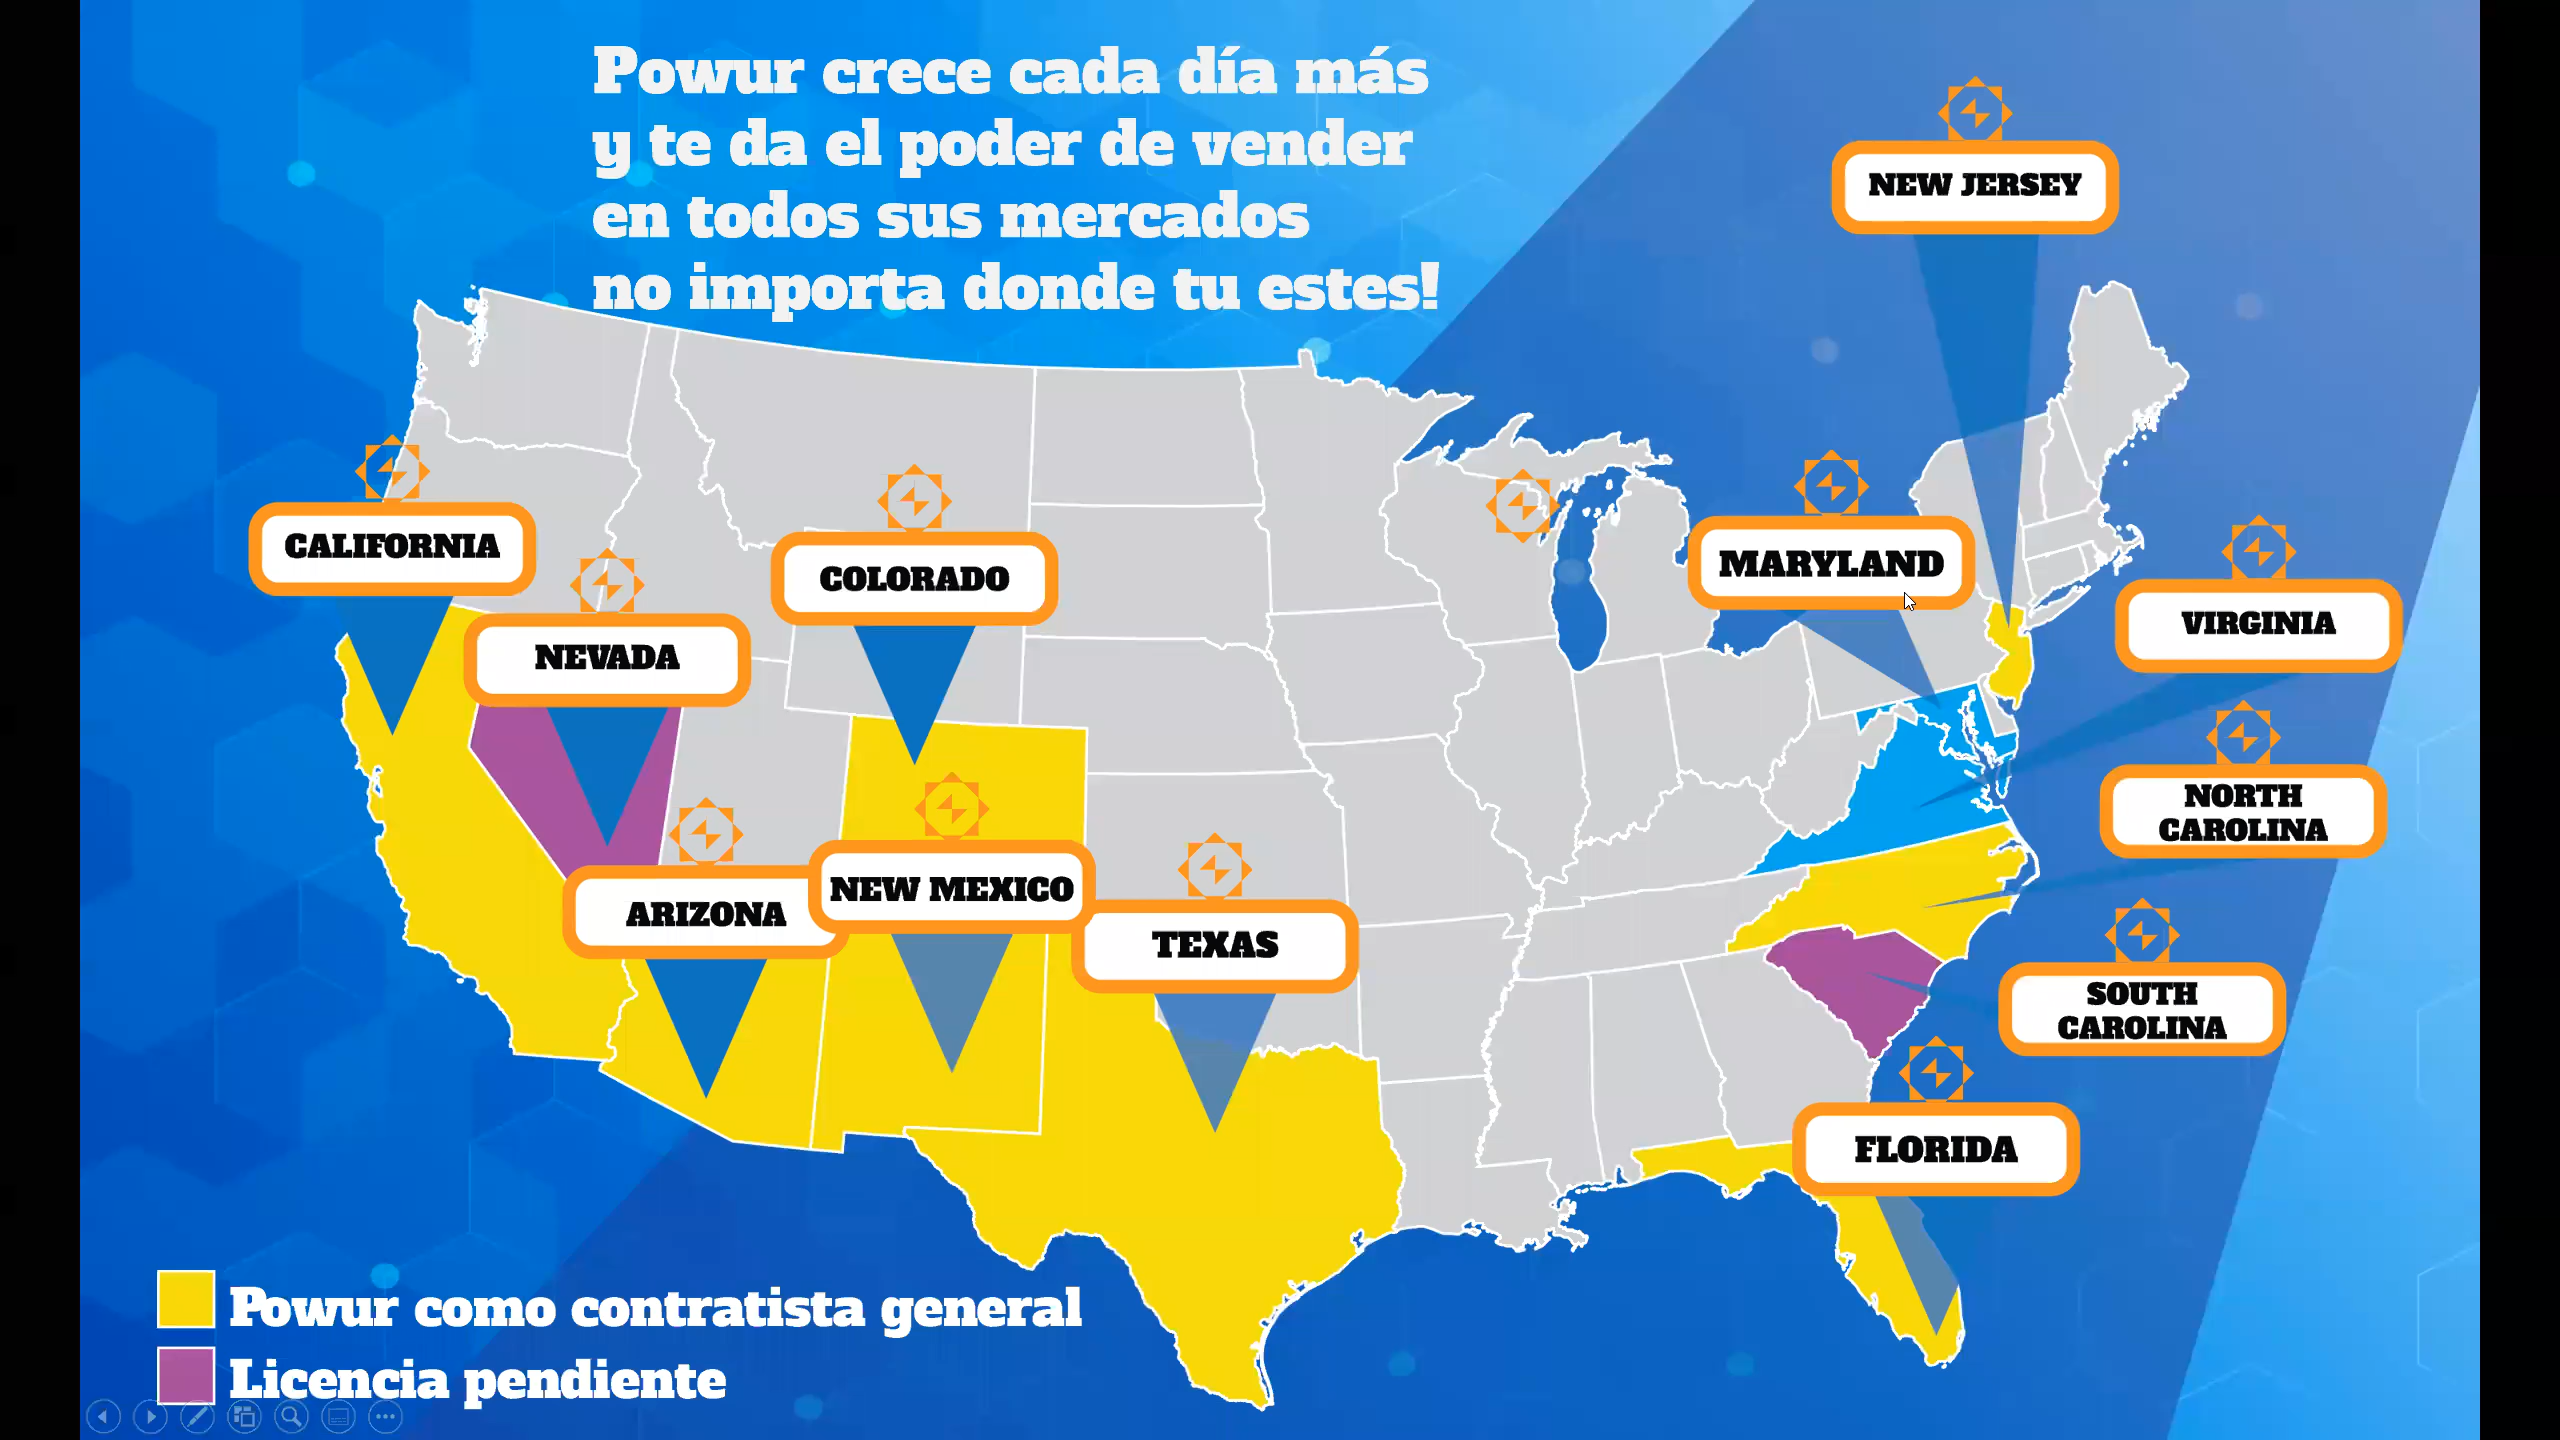 Powur crece cada día más
y te da el poder de vender
en todos sus mercados
no importa donde tu estes!
NEW JERSEY
CALIFORNIA
NEVADA
COLORADO
MARYLAND
VIRGINIA
NORTH
CAROLINA
ARIZONA
NEW MEXICO
TEXAS
SOUTH
CAROLINA
FLORIDA
Powur como contratista general
Licencia pendiente